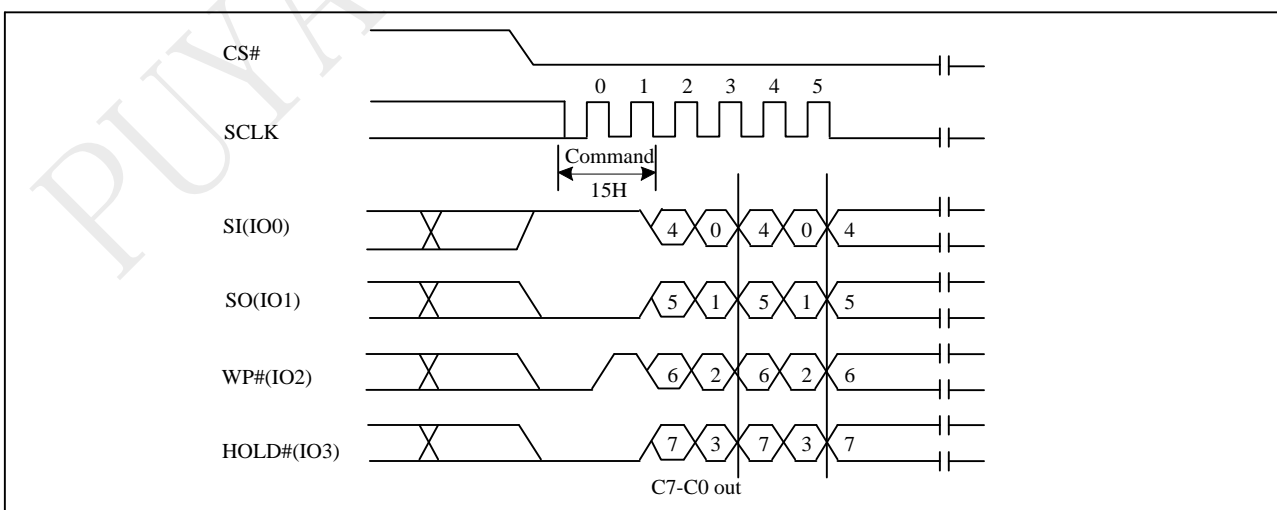 PUYA
CS#
0 1 2 3 4 5
SCLK
Command
15H
SI(IO0) 4 0 4 0 4
SO(IO1) 5 1 5 1 5
WP#(IO2) 6 2 6 2 6
HOLD#(IO3) 7 3 7 3 7
C7-C0 out